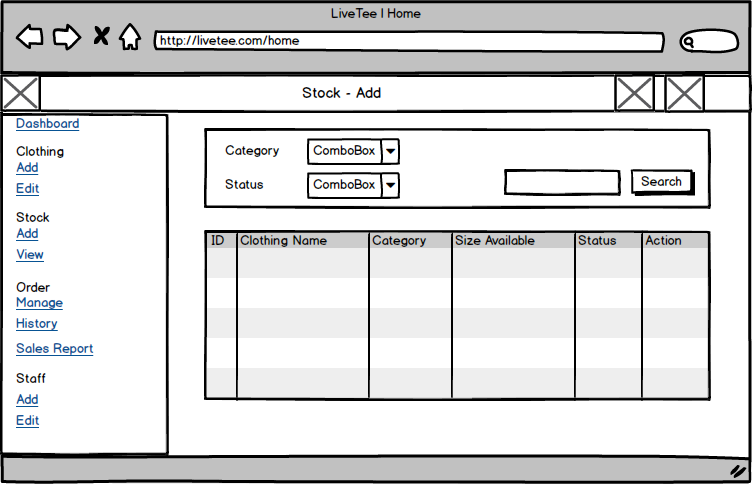 LiveTee | Home
http://livetee.com/home
Stock - Add
Dashboard
Clothing
Add
Edit
Stock
Add
View
Order
Manage
History
Sales Report
Staff
Add
Edit
Category ComboBox
Status ComboBox
Search
ID Clothing Name Category Size Available Status Action